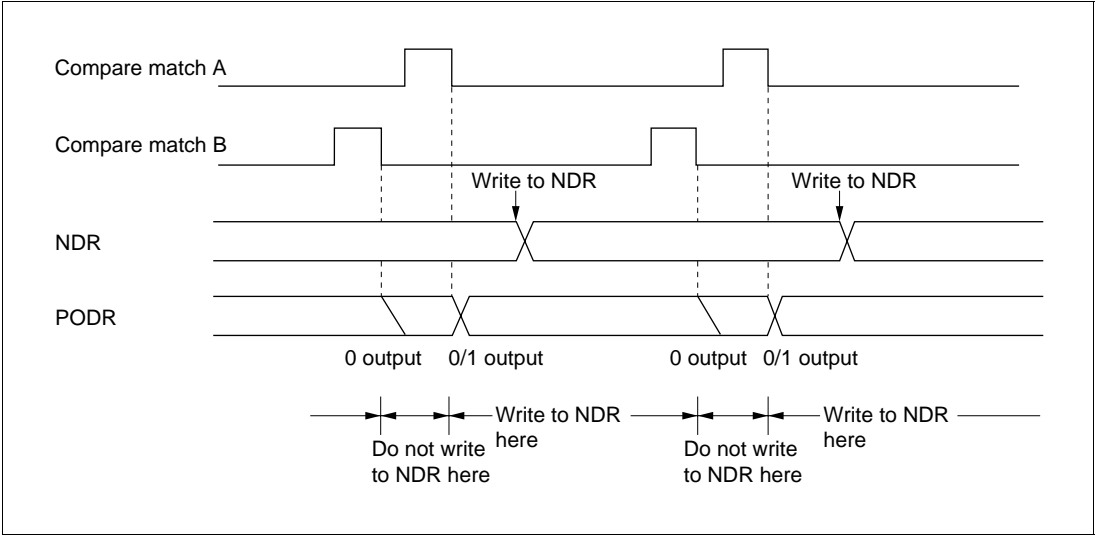 Compare match A
Compare match B
Write to NDR
Write to NDR
NDR
PODR
0 output
0/1 output
0 output
0/1 output
Write to NDR
here
Do not write
to NDR here
Write to NDR
here
Do not write
to NDR here